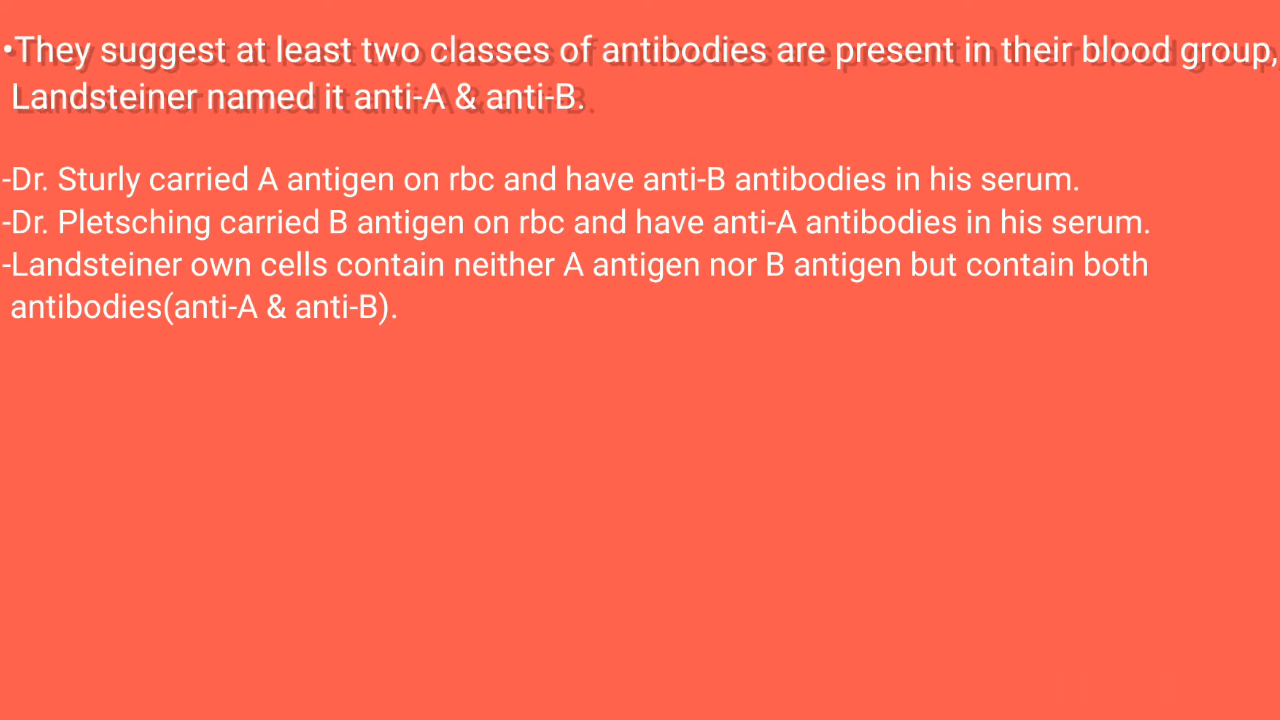 •They suggest at least two classes of antibodies are present in their blood group,
Landsteiner named it anti-A & anti-B.
-Dr. Sturly carried A antigen on rbc and have anti-B antibodies in his serum.
-Dr. Pletsching carried B antigen on rbc and have anti-A antibodies in his serum.
-Landsteiner own cells contain neither A antigen nor B antigen but contain both
antibodies(anti-A & anti-B).